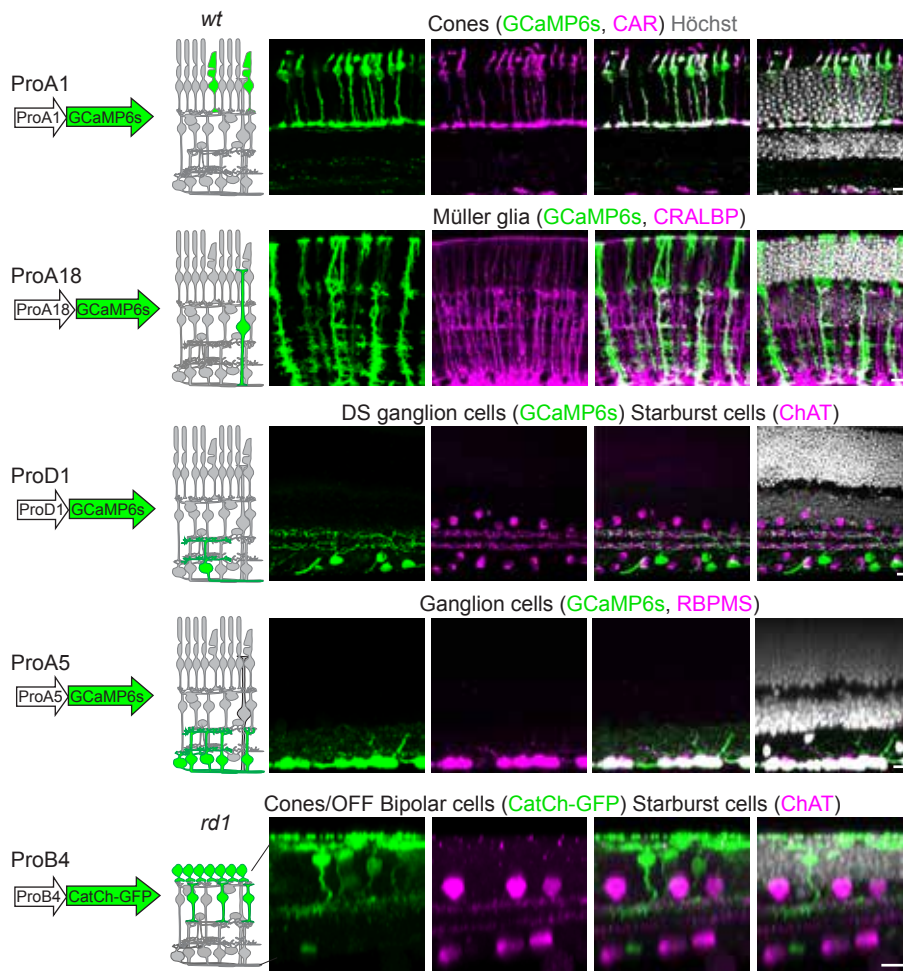 wt
Cones (GCaMP6s, CAR) Höchst
ProA1
ProA1 GCaMP6s
Müller glia (GCaMP6s, CRALBP)
ProA18
ProA18 GCaMP6s
DS ganglion cells (GCaMP6s) Starburst cells (ChAT)
ProD1
ProD1 GCaMP6s
Ganglion cells (GCaMP6s, RBPMS)
ProA5
ProA5 GCaMP6s
Cones/OFF Bipolar cells (CatCh-GFP) Starburst cells (ChAT)
rd1
ProB4
ProB4 CatCh-GFP